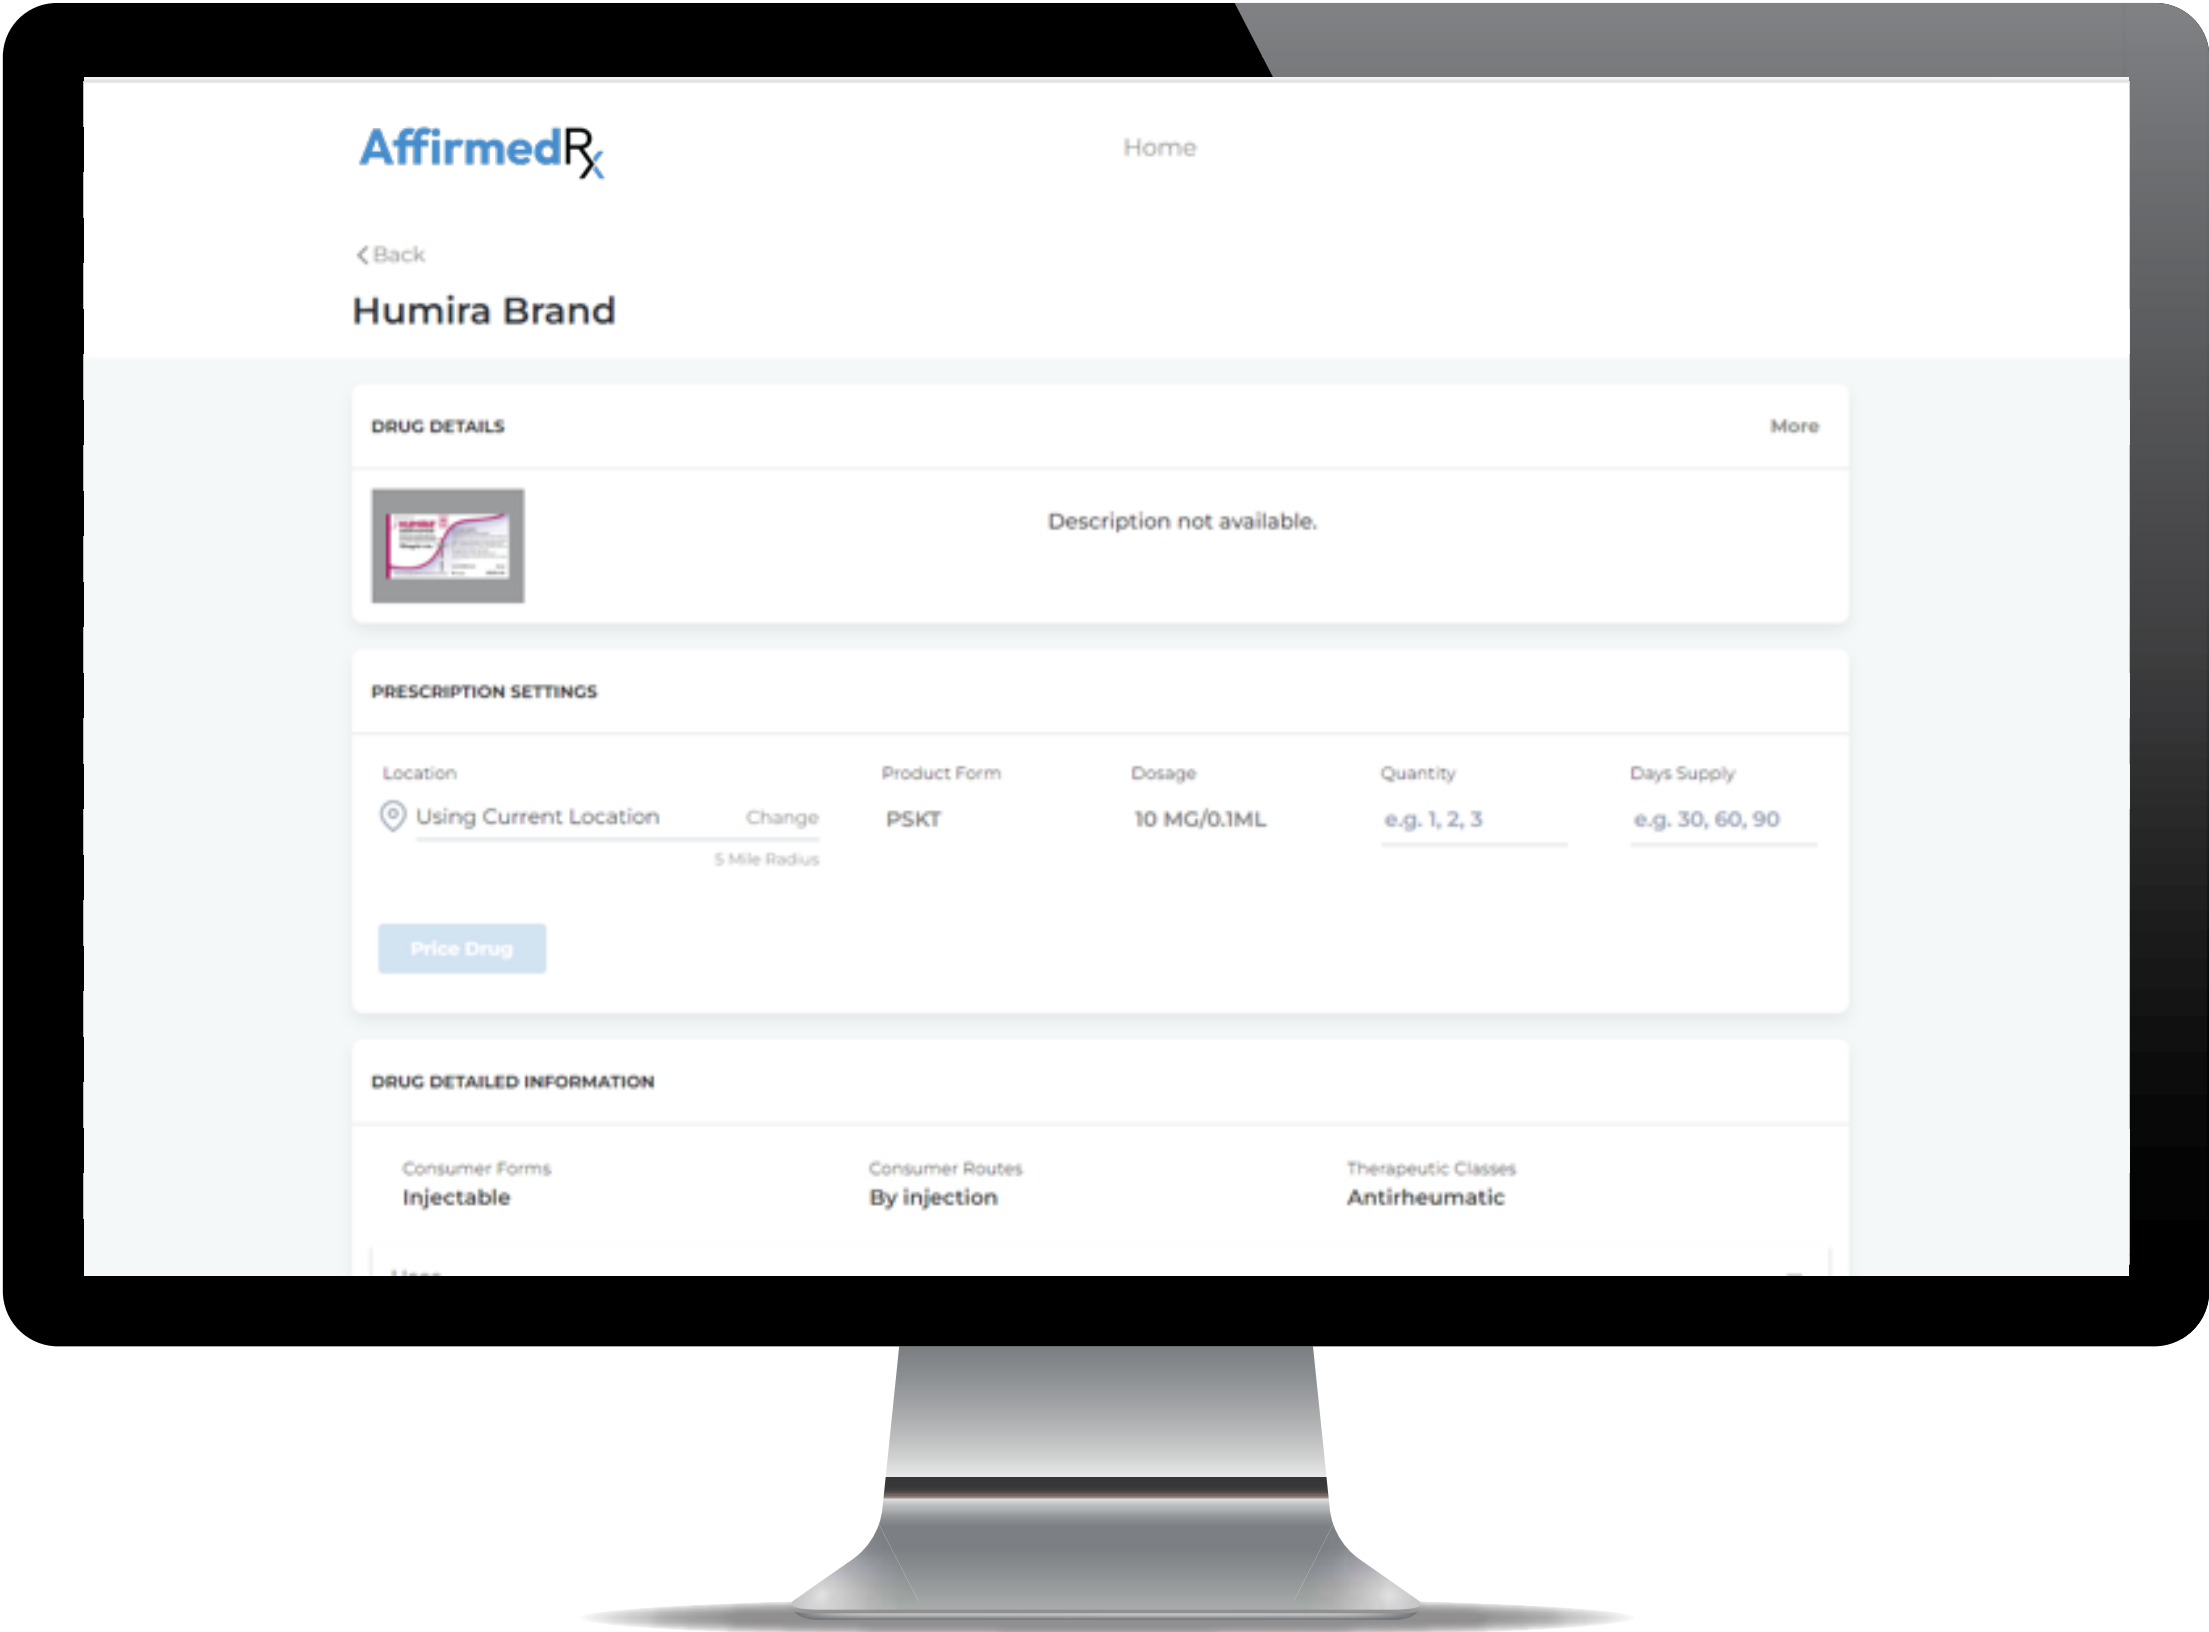 AffirmedRx
Home
Back
Humira Brand
DRUG DETAILS
More
HUMIRA
Description not available.
PRESCRIPTION SETTINGS
Location
Product Form
Dosage
Quantity
Days Supply
Using Current Location
Change
PSKT
10 MG/0.1ML
e.g. 1, 2, 3
e.g. 30, 60, 90
5 Mile Radius
Price Drug
DRUG DETAILED INFORMATION
Consumer Forms
Consumer Routes
Therapeutic Classes
Injectable
By injection
Antirheumatic